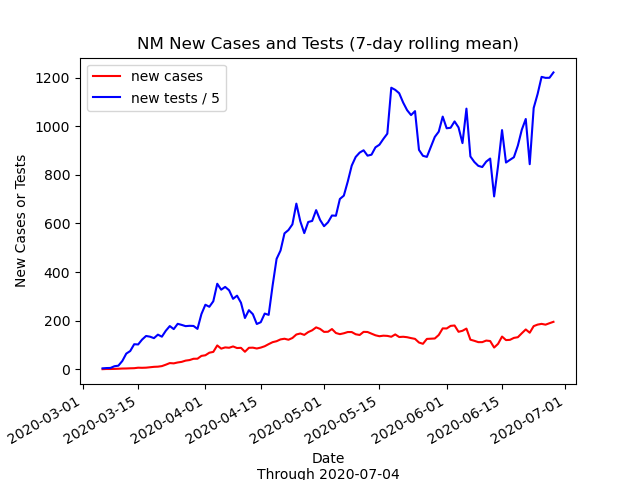 NM New Cases and Tests (7-day rolling mean)
new cases
new tests / 5
New Cases or Tests
1200
1000
800
600
400
200
0
2020-03-01
2020-03-15
2020-04-01
2020-04-15
2020-05-01
2020-05-15
2020-06-01
2020-06-15
2020-07-01
Date
Through 2020-07-04